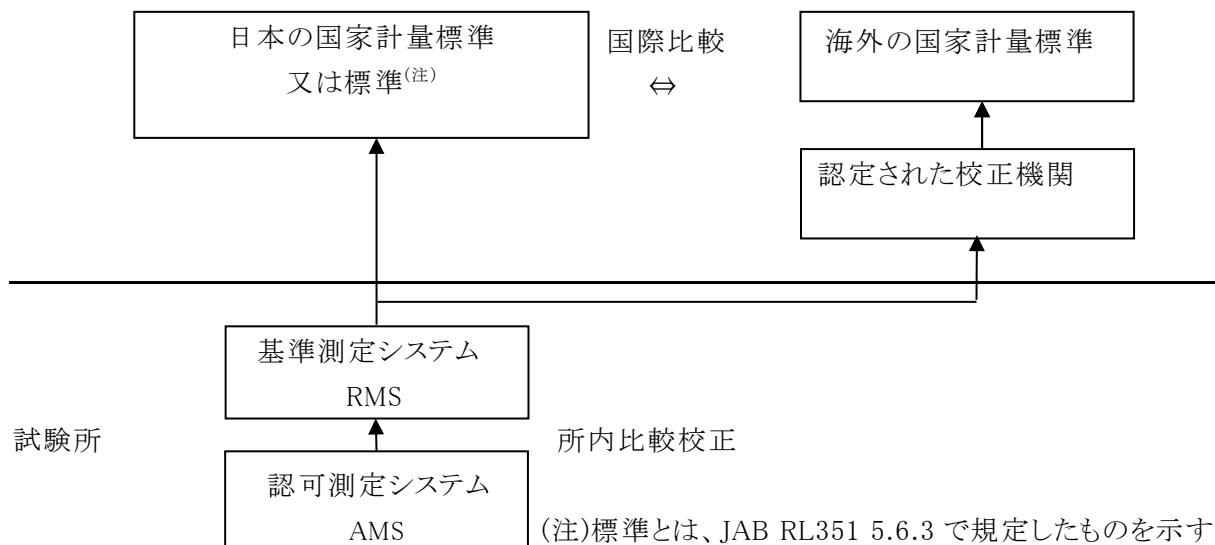 日本の国家計量標準
又は標準(注)
国際比較
⇔
海外の国家計量標準
認定された校正機関
基準測定システム
RMS
試験所
所内比較校正
認可測定システム
AMS
(注)標準とは、JAB RL351 5.6.3 で規定したものを示す